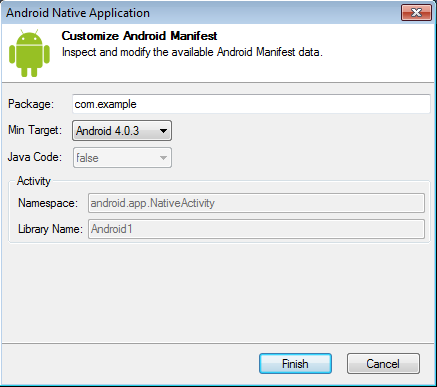 Android Native Application
Customize Android Manifest
Inspect and modify the available Android Manifest data.
Package: com.example
Min Target: Android 4.0.3
Java Code: false
Activity
Namespace: android.app.NativeActivity
Library Name: Android1
Finish Cancel